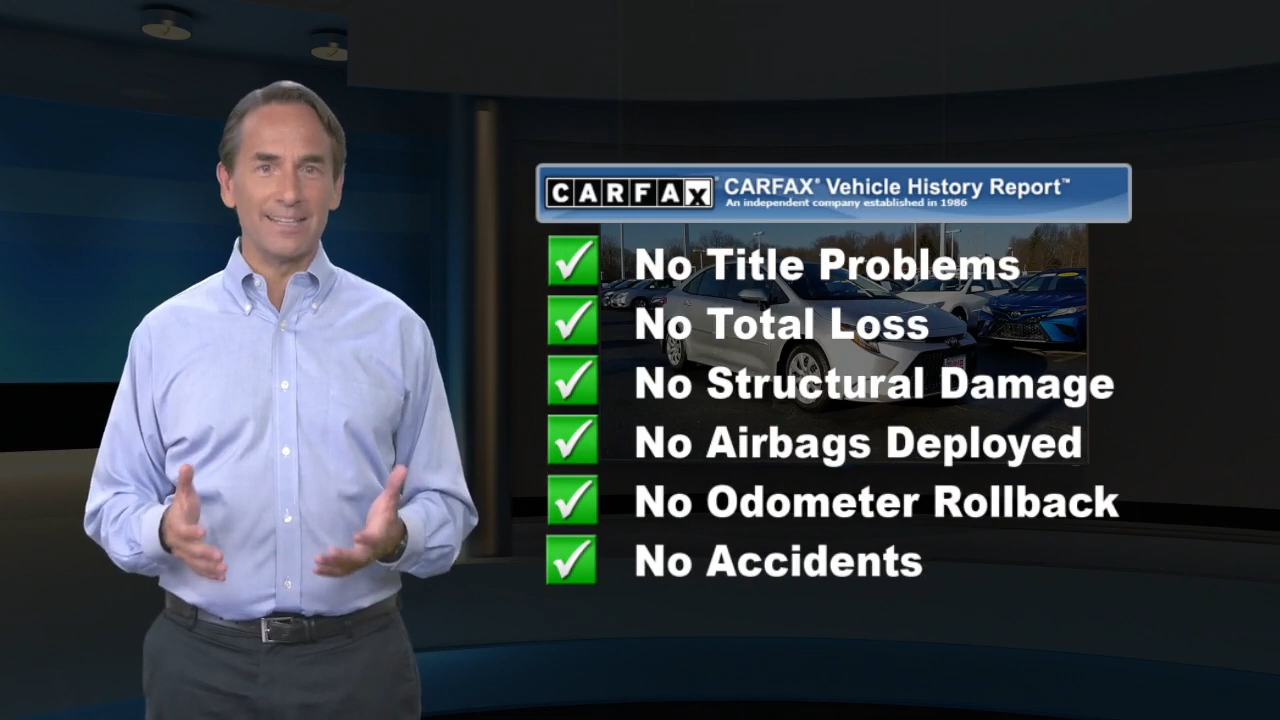 CARFAX CARFAX® Vehicle History Report™
An independent company established in 1986
No Title Problems
No Total Loss
No Structural Damage
No Airbags Deployed
No Odometer Rollback
No Accidents